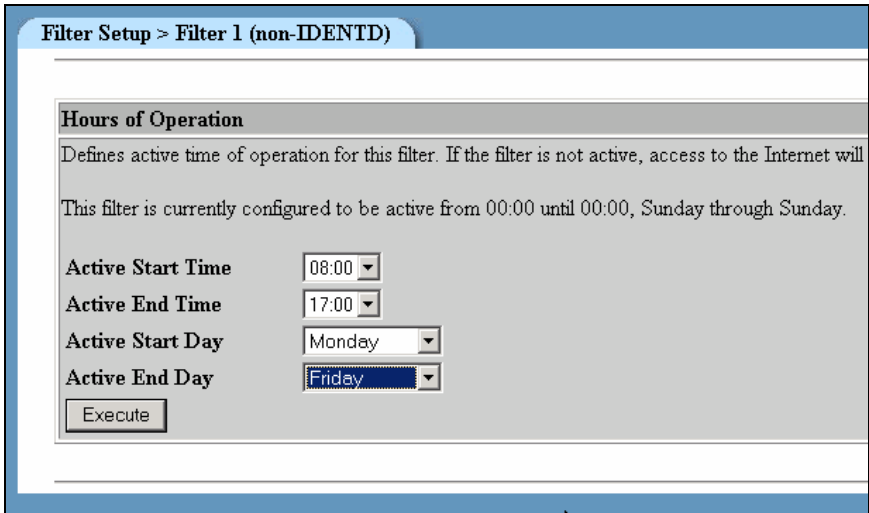 Filter Setup > Filter 1 (non-IDENTD)
Hours of Operation
Defines active time of operation for this filter. If the filter is not active, access to the Internet will
This filter is currently configured to be active from 00:00 until 00:00, Sunday through Sunday.
Active Start Time 08:00
Active End Time 17:00
Active Start Day Monday
Active End Day Friday
Execute